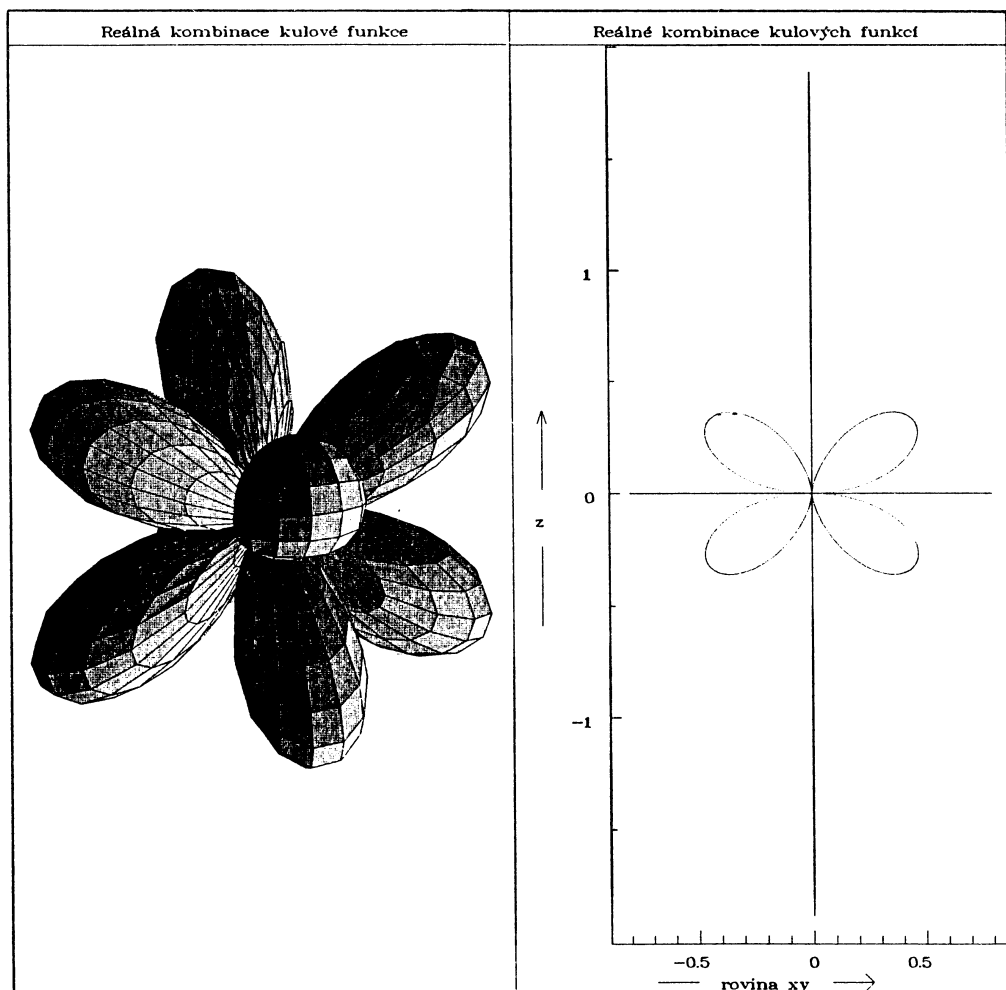 Reálná kombinace kulové funkce
Reálné kombinace kulových funkcí
1
0
z
-1
-0.5 0 0.5
rovina xy